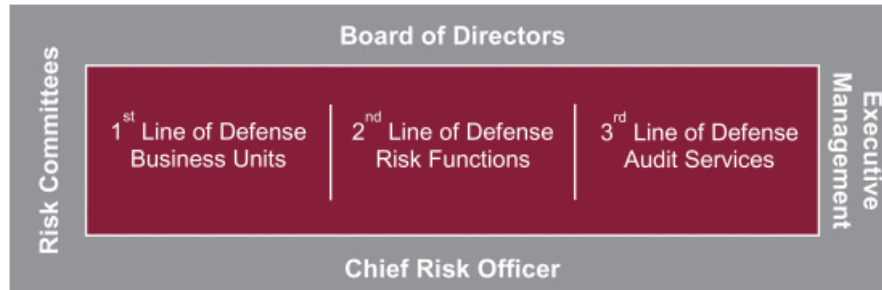 Board of Directors
Risk Committees
1st Line of Defense
Business Units
2nd Line of Defense
Risk Functions
3rd Line of Defense
Audit Services
Executive
Management
Chief Risk Officer